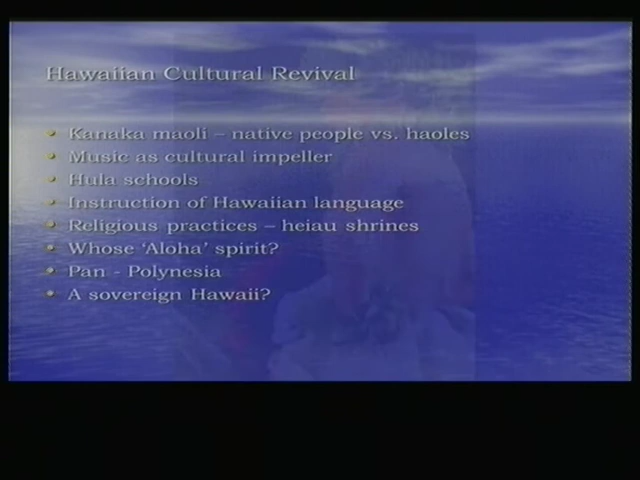 Hawaiian Cultural Revival
• Kanaka maoli – native people vs. haoles
• Music as cultural impeller
• Hula schools
• Instruction of Hawaiian language
• Religious practices – heiau shrines
• Whose ‘Aloha’ spirit?
• Pan - Polynesia
• A sovereign Hawaii?